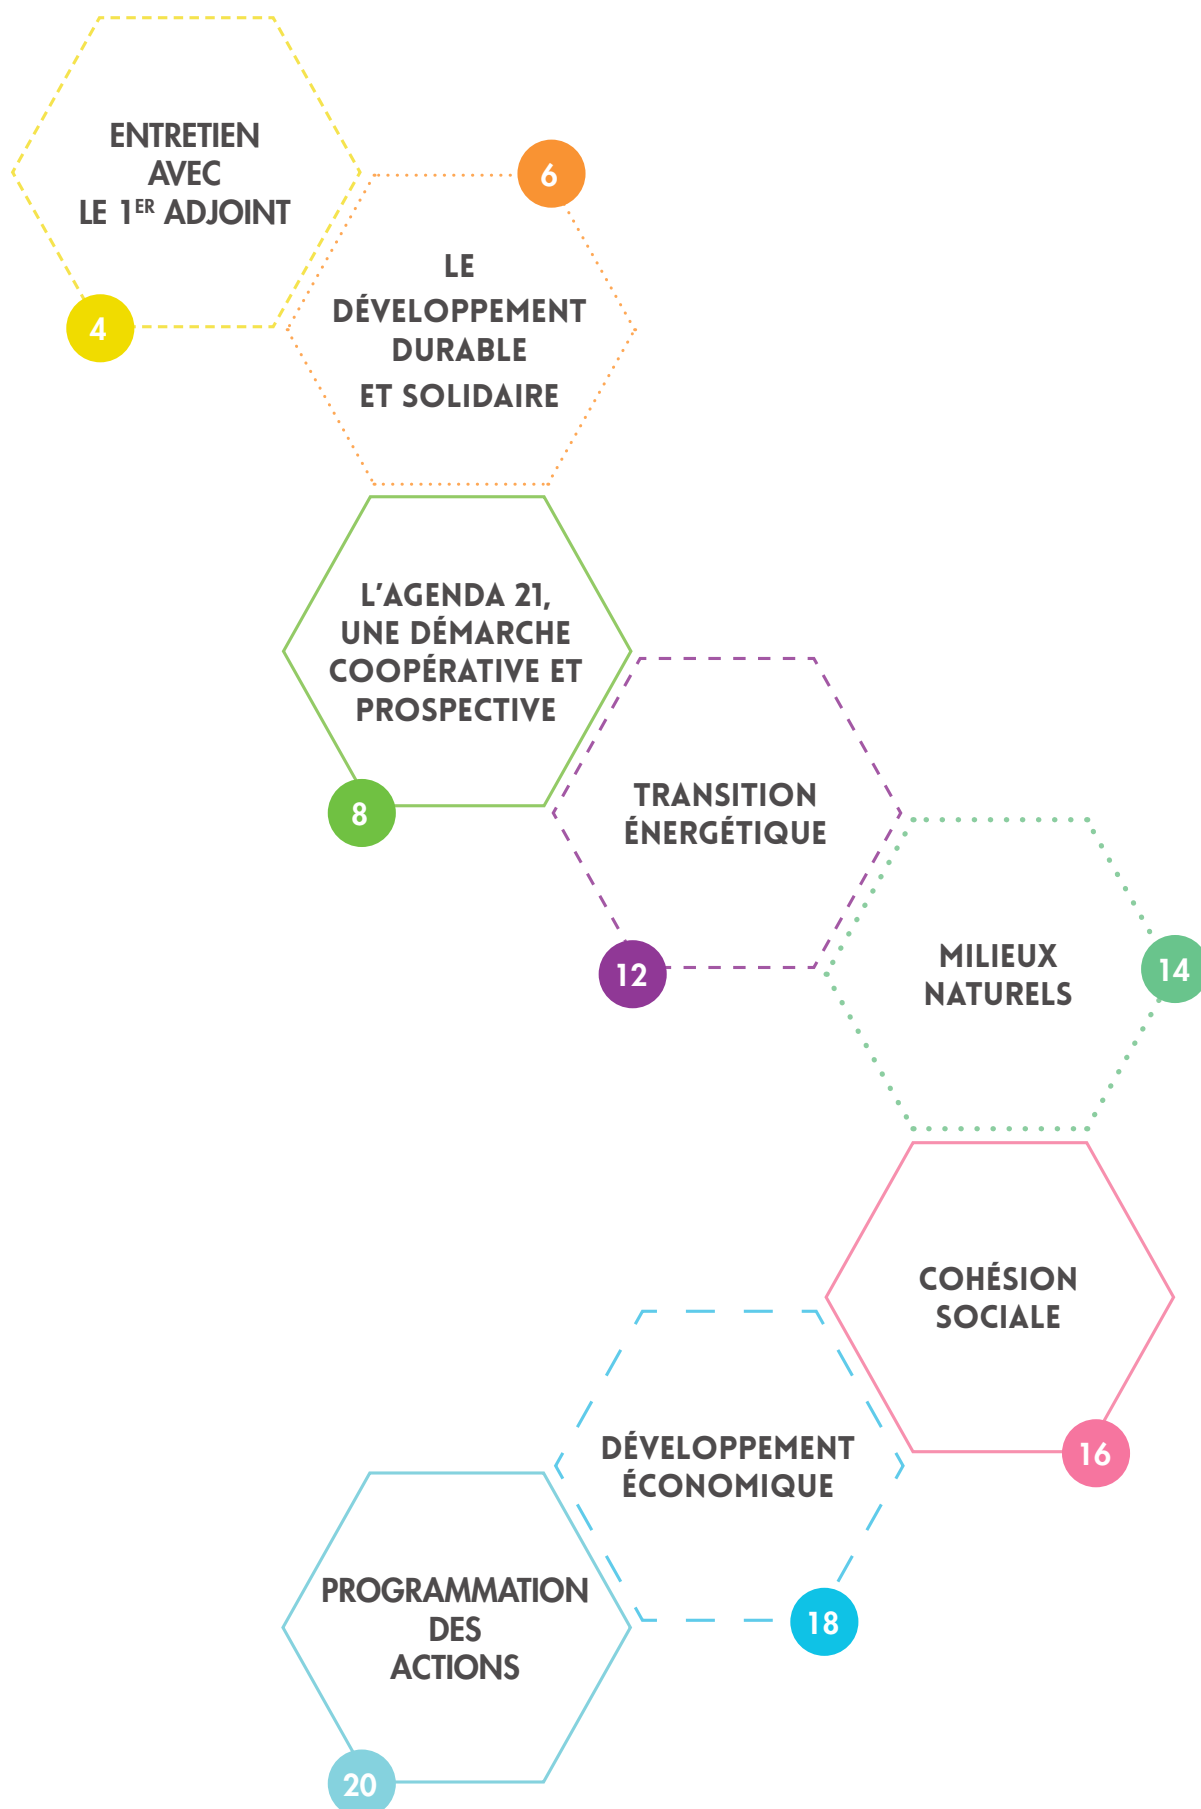 ENTRETIEN
AVEC
LE 1ER ADJOINT
4
6
LE
DÉVELOPPEMENT
DURABLE
ET SOLIDAIRE
L’AGENDA 21,
UNE DÉMARCHE
COOPÉRATIVE ET
PROSPECTIVE
8
TRANSITION
ÉNERGÉTIQUE
12
MILIEUX
NATURELS
14
COHÉSION
SOCIALE
16
DÉVELOPPEMENT
ÉCONOMIQUE
18
PROGRAMMATION
DES
ACTIONS
20